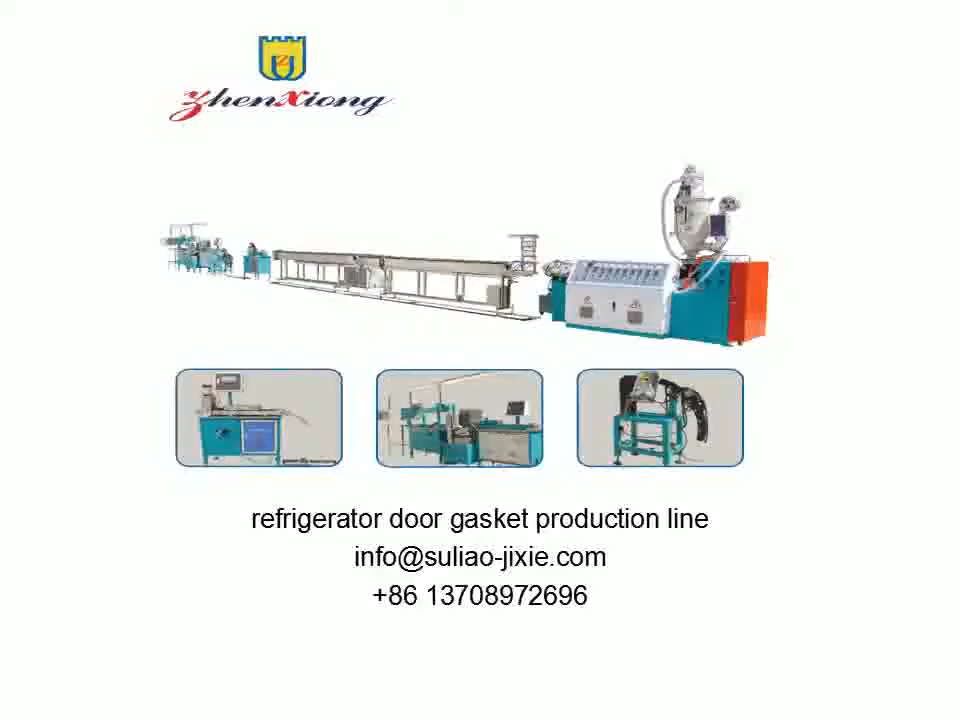 Z
ZhenXiong
refrigerator door gasket production line
info@suliao-jixie.com
+86 13708972696